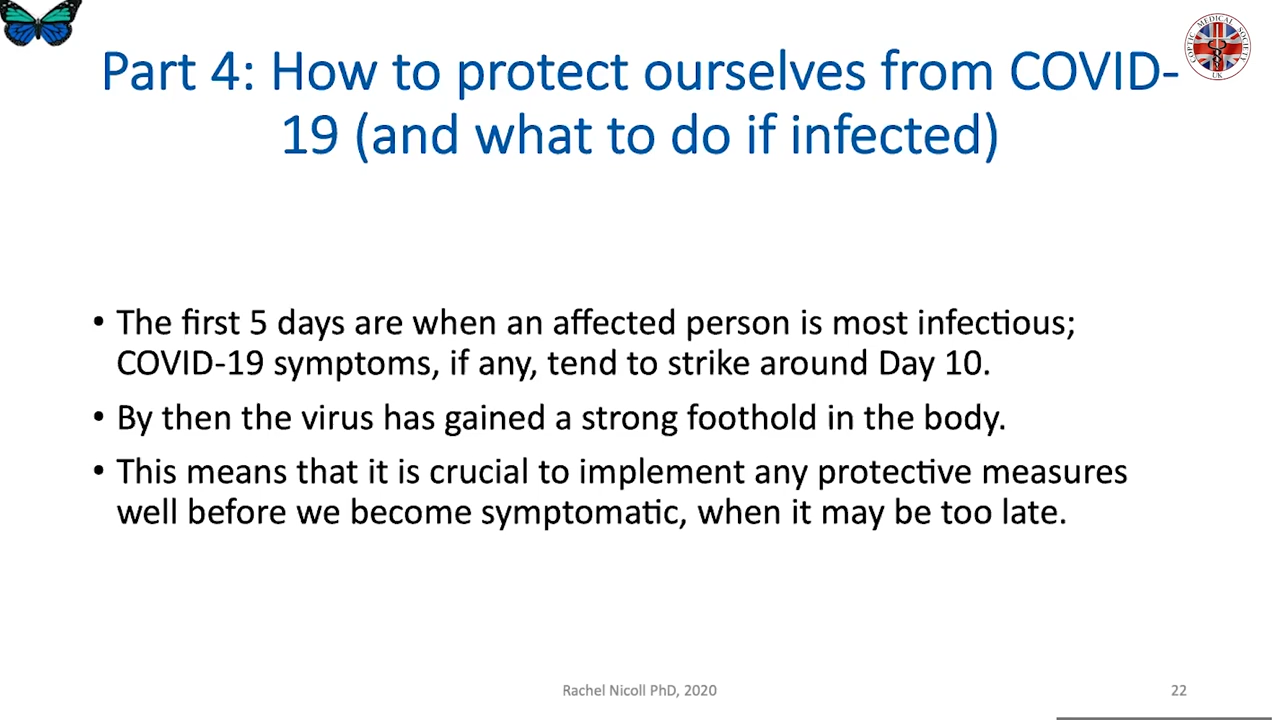 COPTIC MEDICAL SOCIETY
UK
Part 4: How to protect ourselves from COVID-
19 (and what to do if infected)
• The first 5 days are when an affected person is most infectious;
COVID-19 symptoms, if any, tend to strike around Day 10.
• By then the virus has gained a strong foothold in the body.
• This means that it is crucial to implement any protective measures
well before we become symptomatic, when it may be too late.
Rachel Nicoll PhD, 2020
22